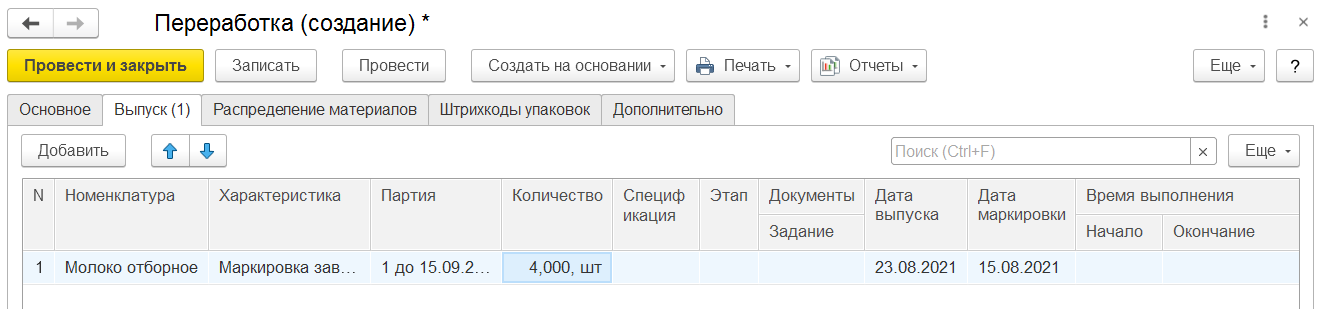 Переработка (создание) *
Провести и закрыть Записать Провести Создать на основании Печать Отчеты Еще ?
Основное Выпуск (1) Распределение материалов Штрихкоды упаковок Дополнительно
Добавить Поиск (Ctrl+F) × Еще
N Номенклатура Характеристика Партия Количество Специф Этап Документы Дата Дата Время выполнения
икация выпуска маркировки
Задание Начало Окончание
1 Молоко отборное Маркировка зав... 1 до 15.09.2... 4,000, шт 23.08.2021 15.08.2021